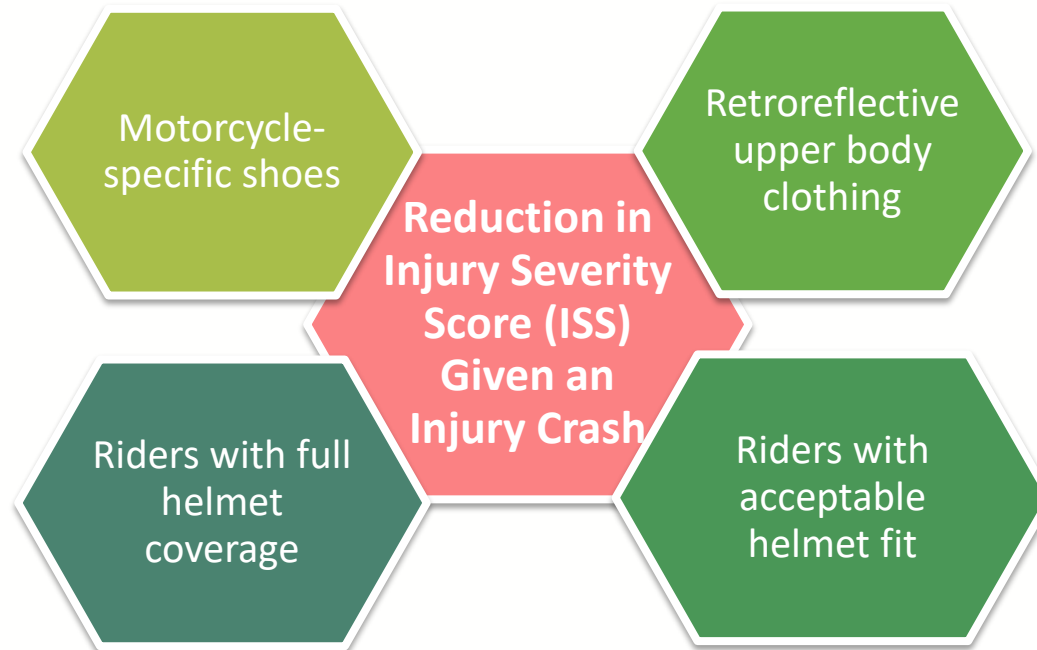 Motorcycle-
specific shoes
Retroreflective
upper body
clothing
Reduction in
Injury Severity
Score (ISS)
Given an
Injury Crash
Riders with full
helmet
coverage
Riders with
acceptable
helmet fit